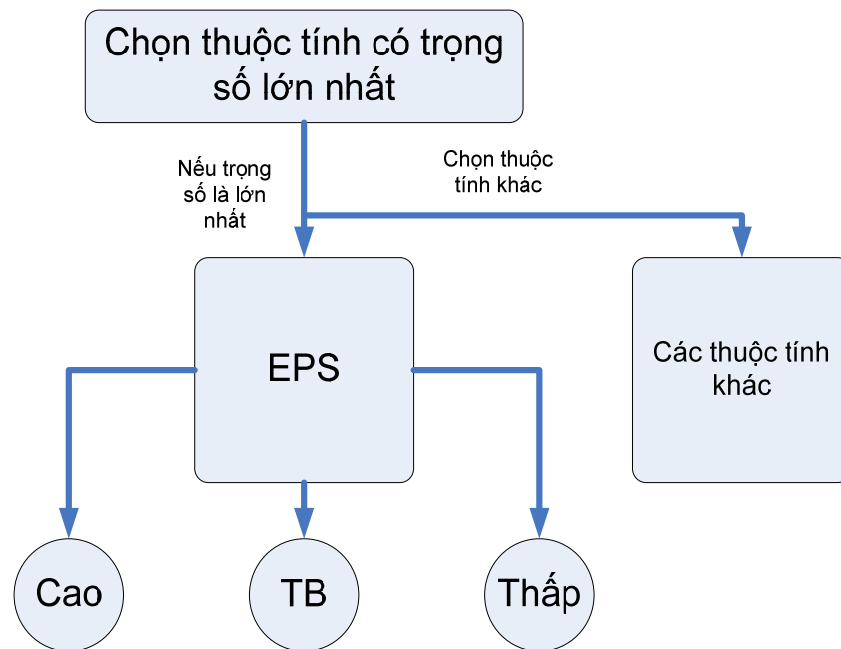 Chọn thuộc tính có trọng
số lớn nhất
Nếu trọng
số là lớn
nhất
Chọn thuộc
tính khác
EPS
Các thuộc tính
khác
Cao
TB
Thấp